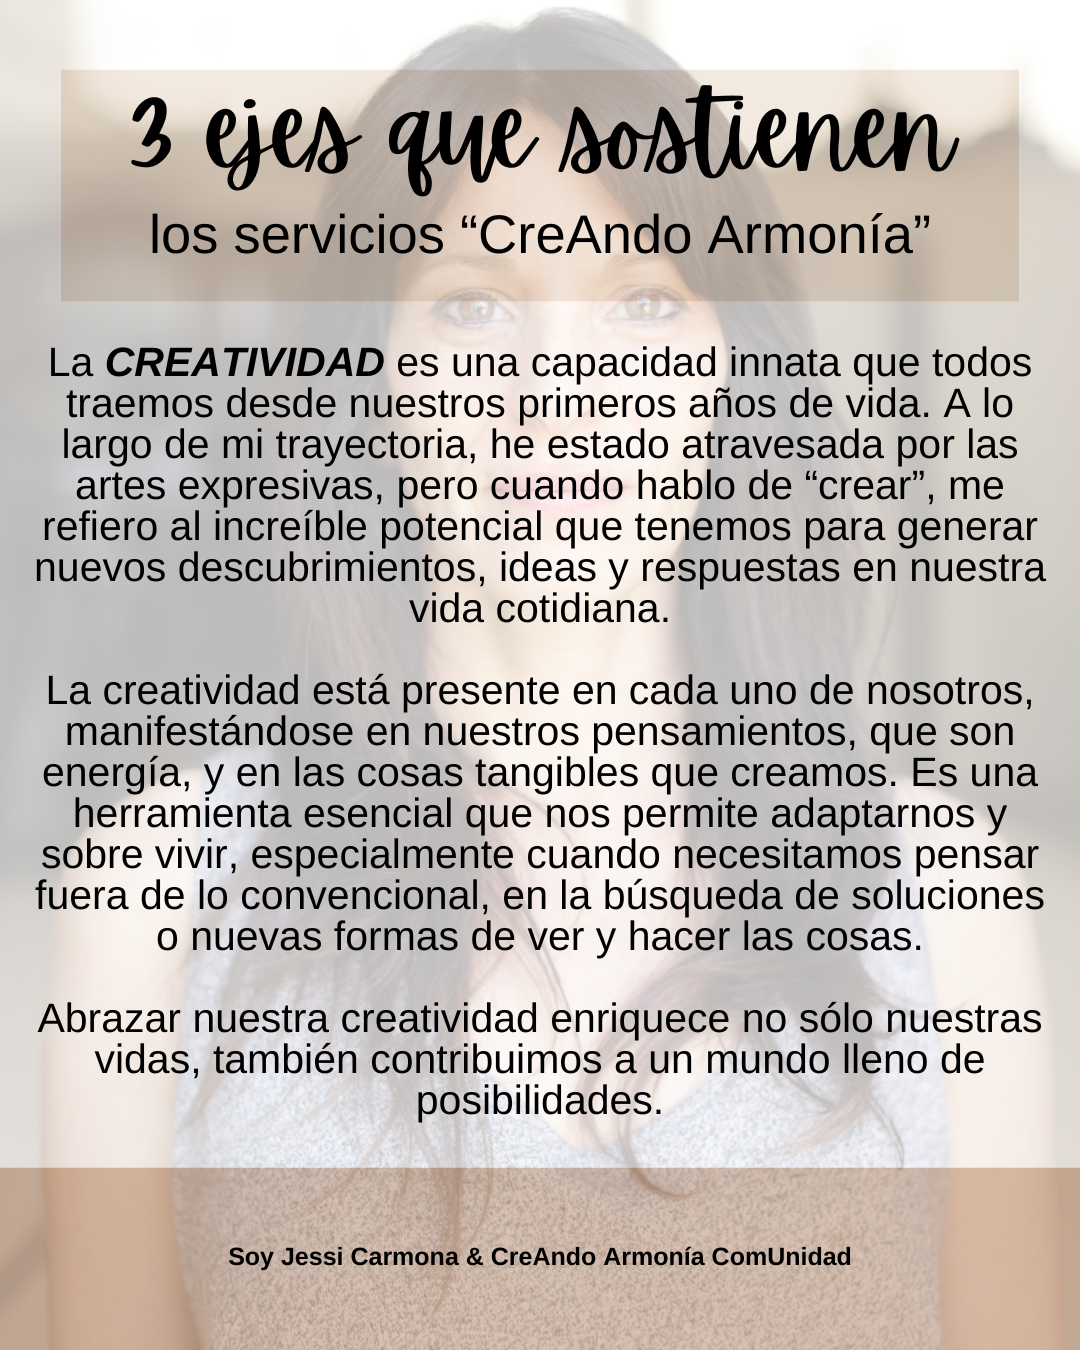 3 ejes que sostienen
los servicios “CreAndo Armonía”
La CREATIVIDAD es una capacidad innata que todos
traemos desde nuestros primeros años de vida. A lo
largo de mi trayectoria, he estado atravesada por las
artes expresivas, pero cuando hablo de “crear”, me
refiero al increíble potencial que tenemos para generar
nuevos descubrimientos, ideas y respuestas en nuestra
vida cotidiana.
La creatividad está presente en cada uno de nosotros,
manifestándose en nuestros pensamientos, que son
energía, y en las cosas tangibles que creamos. Es una
herramienta esencial que nos permite adaptarnos y
sobre vivir, especialmente cuando necesitamos pensar
fuera de lo convencional, en la búsqueda de soluciones
o nuevas formas de ver y hacer las cosas.
Abrazar nuestra creatividad enriquece no sólo nuestras
vidas, también contribuimos a un mundo lleno de
posibilidades.
Soy Jessi Carmona & CreAndo Armonía ComUnidad